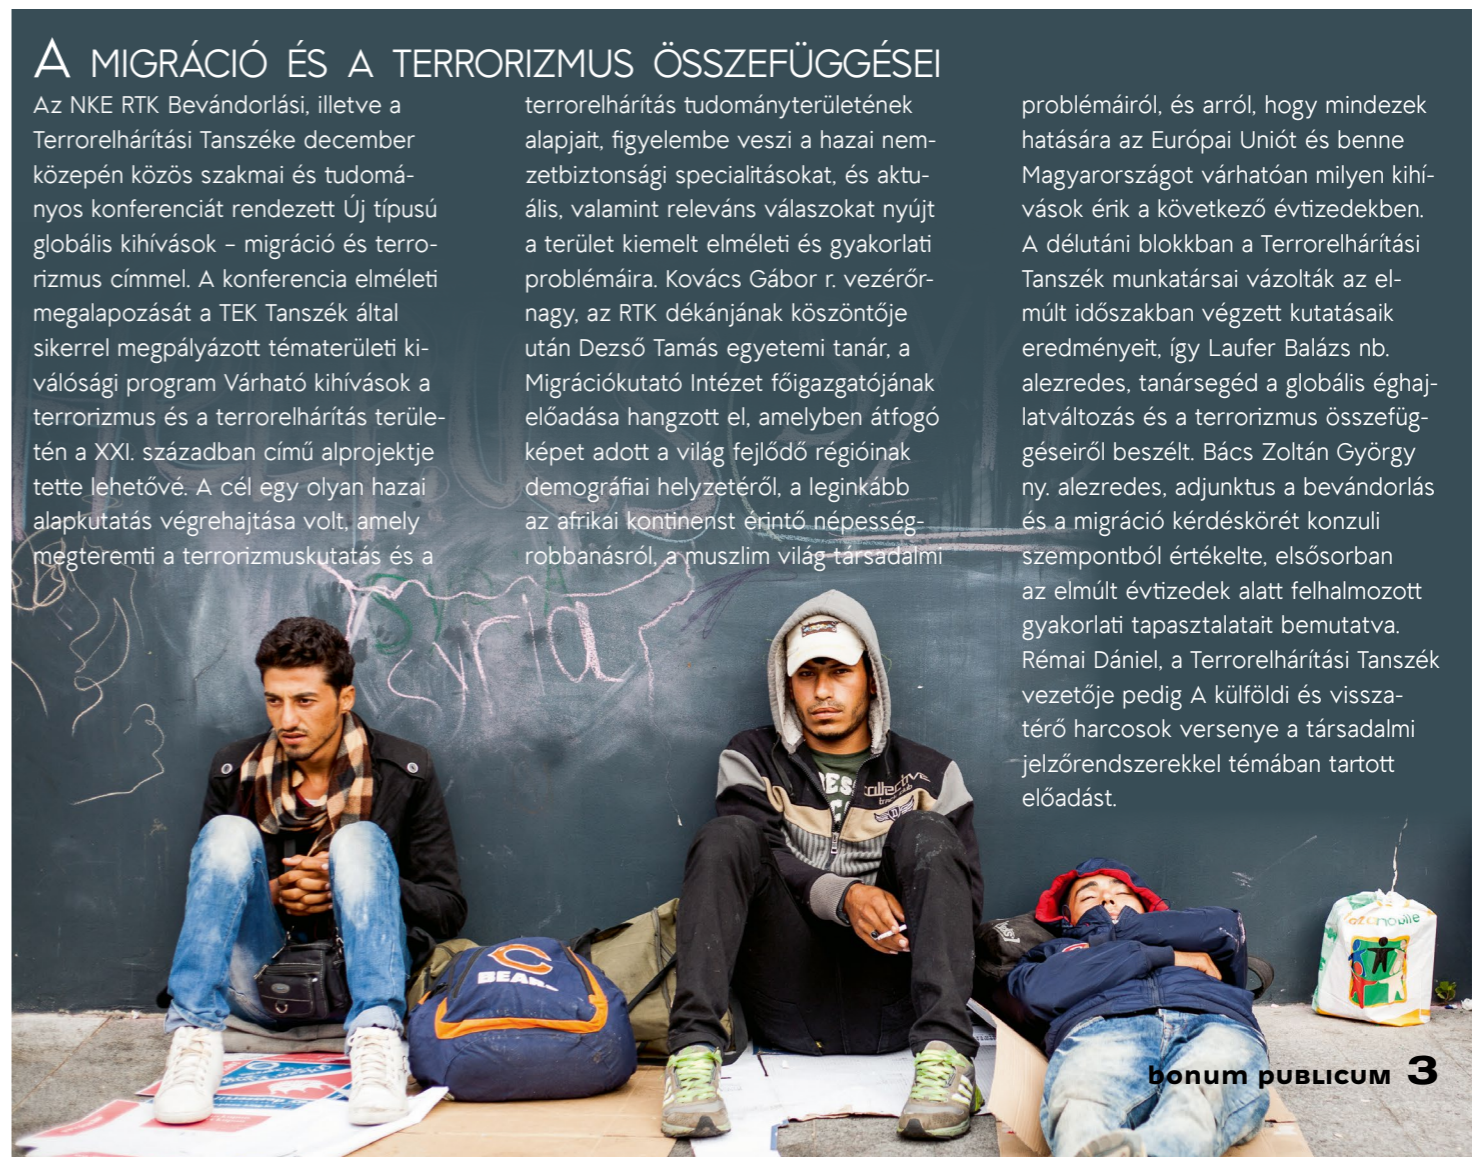 A MIGRÁCIÓ ÉS A TERRORIZMUS ÖSSZEFÜGGÉSEI
Az NKE RTK Bevándorlási, illetve a
Terrorelhárítási Tanszéke december
közepén közös szakmai és tudomá-
nyos konferenciát rendezett Új típusú
globális kihívások – migráció és terro-
rizmus címmel. A konferencia elméleti
megalapozását a TEK Tanszék által
sikerrel megpályázott tématerületi ki-
válósági program Várható kihívások a
terrorizmus és a terrorelhárítás terüle-
tén a XXI. században című alprojektje
tette lehetővé. A cél egy olyan hazai
alapkutatás végrehajtása volt, amely
megteremti a terrorizmuskutatás és a
terrorelhárítás tudományterületének
alapjait, figyelembe veszi a hazai nem-
zetbiztonsági specialitásokat, és aktu-
ális, valamint releváns válaszokat nyújt
a terület kiemelt elméleti és gyakorlati
problémáira. Kovács Gábor r. vezérőr-
nagy, az RTK dékánjának köszöntője
után Dezső Tamás egyetemi tanár, a
Migrációkutató Intézet főigazgatójának
előadása hangzott el, amelyben átfogó
képet adott a világ fejlődő régióinak
demográfiai helyzetéről, a leginkább
az afrikai kontinenst érintő népesség-
robbanásról, a muszlim világ társadalmi
problémáiról, és arról, hogy mindezek
hatására az Európai Uniót és benne
Magyarországot várhatóan milyen kihí-
vások érik a következő évtizedekben.
A délutáni blokkban a Terrorelhárítási
Tanszék munkatársai vázolták az el-
múlt időszakban végzett kutatásaik
eredményeit, így Laufer Balázs nb.
alezredes, tanársegéd a globális éghaj-
latváltozás és a terrorizmus összefüg-
géseiről beszélt. Bács Zoltán György
ny. alezredes, adjunktus a bevándorlás
és a migráció kérdéskörét konzuli
szempontból értékelte, elsősorban
az elmúlt évtizedek alatt felhalmozott
gyakorlati tapasztalatait bemutatva.
Rémai Dániel, a Terrorelhárítási Tanszék
vezetője pedig A külföldi és vissza-
térő harcosok versenye a társadalmi
jelzőrendszerekkel témában tartott
előadást.
Syria
collective
C
BEARS
bonum PUBLICUM 3